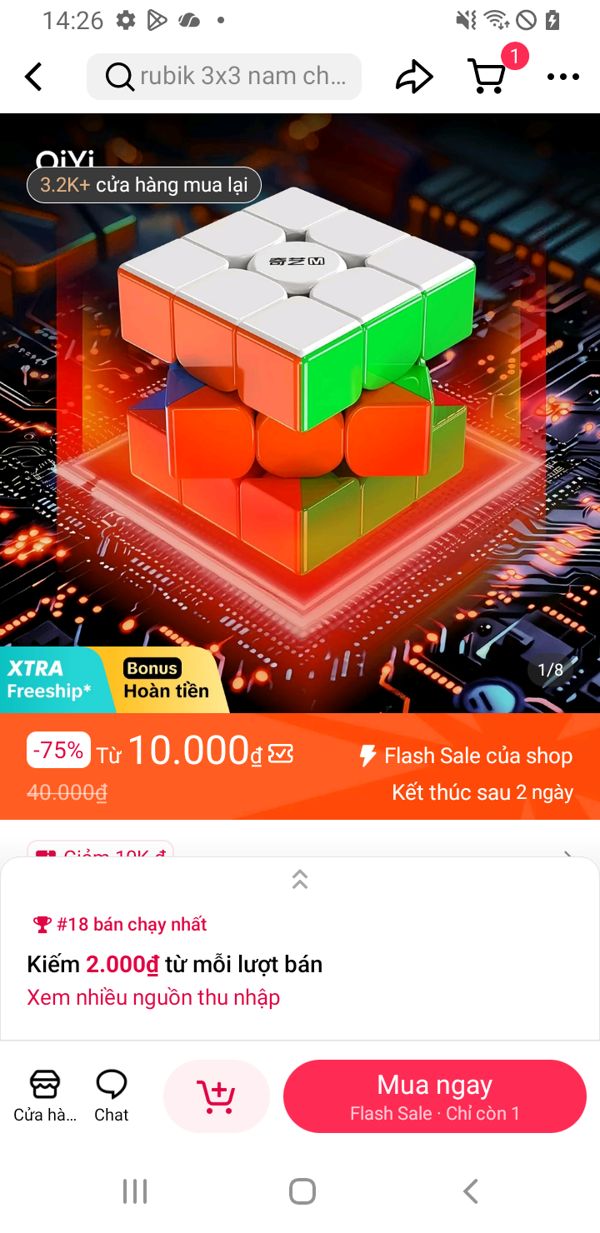 14:26
rubik 3x3 nam ch...
1
QiYi
3.2K+ cửa hàng mua lại
奇艺M
XTRA
Freeship*
Bonus
Hoàn tiền
1/8
-75% Từ 10.000₫
40.000₫
Flash Sale của shop
Kết thúc sau 2 ngày
Giảm 10K ₫
#18 bán chạy nhất
Kiếm 2.000₫ từ mỗi lượt bán
Xem nhiều nguồn thu nhập
Cửa hà...
Chat
Mua ngay
Flash Sale · Chỉ còn 1